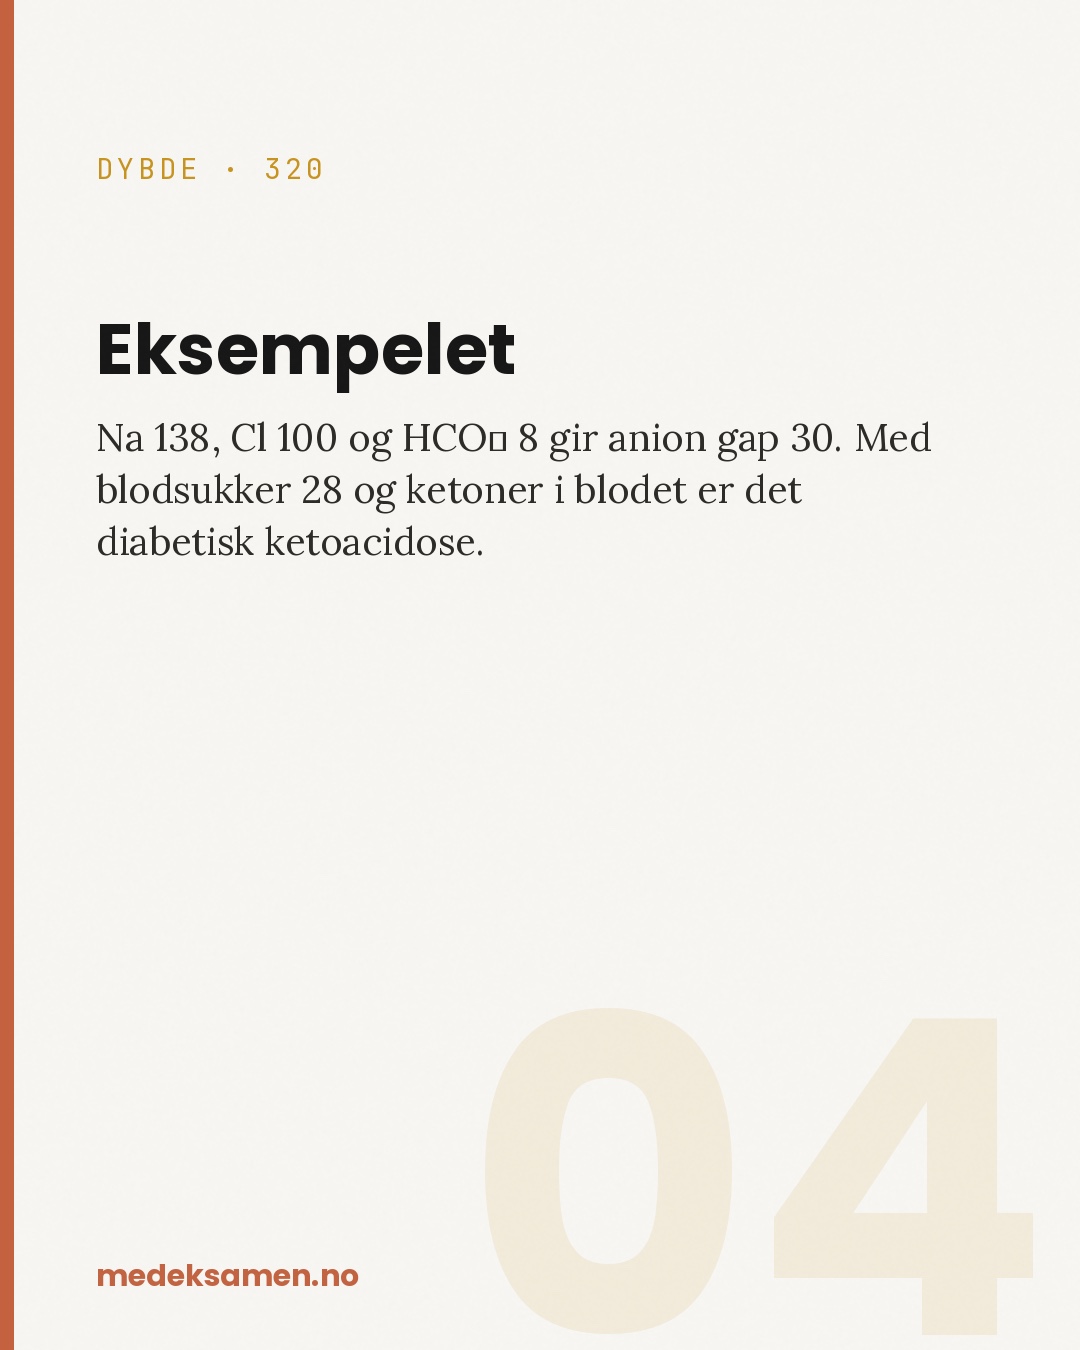 DYBDE · 320
Eksempelet
Na 138, Cl 100 og HCO▯ 8 gir anion gap 30. Med
blodsukker 28 og ketoner i blodet er det
diabetisk ketoacidose.
04
medeksamen.no